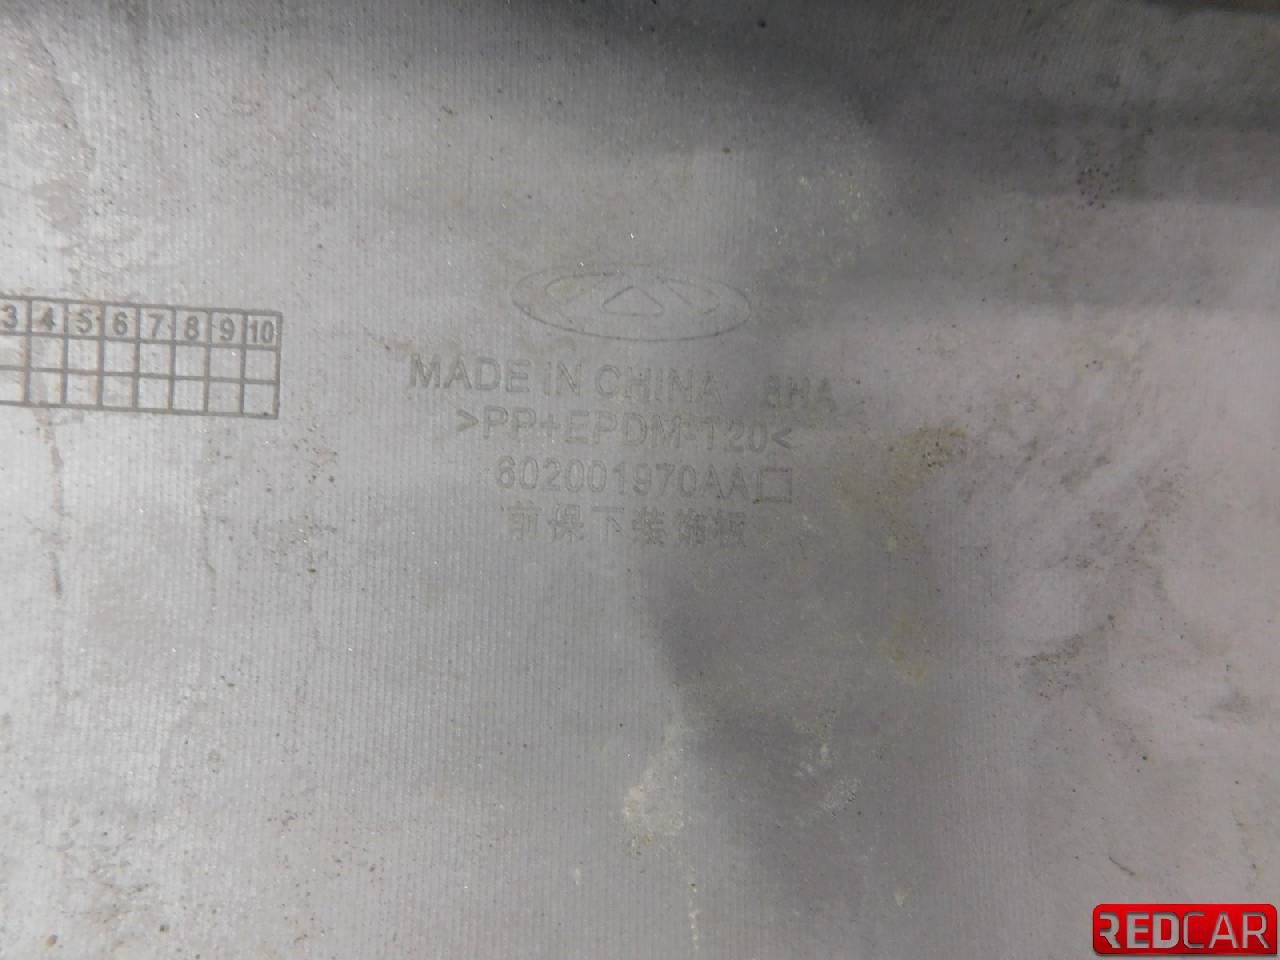 3 4 5 6 7 8 9 10
MADE IN CHINA 8HA
>PP+EPDM-T20<
602001970AA
前保下装饰板
REDCAR